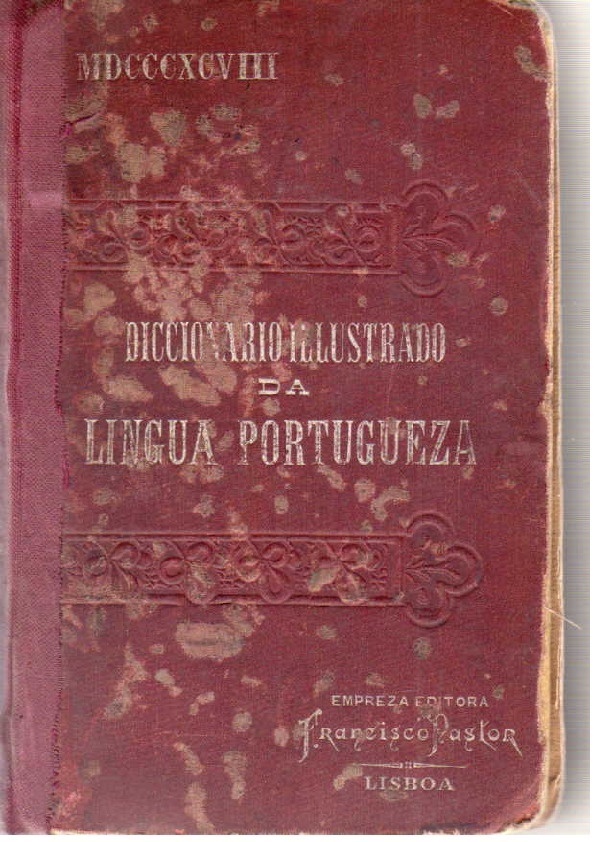 MDCCCXCVIII
DICCIONARIO ILLUSTRADO
DA
LINGUA PORTUGUEZA
EMPREZA EDITORA
Francisco Pastor
LISBOA